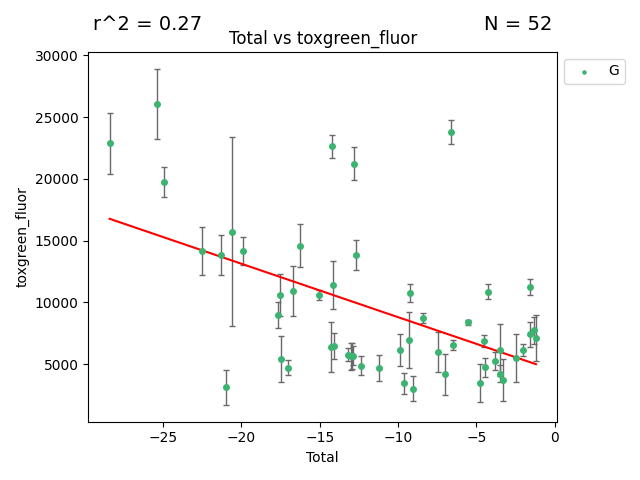 r^2 = 0.27
N = 52
Total vs toxgreen_fluor
30000
25000
20000
15000
10000
5000
toxgreen_fluor
−25
−20
−15
−10
−5
0
Total
G